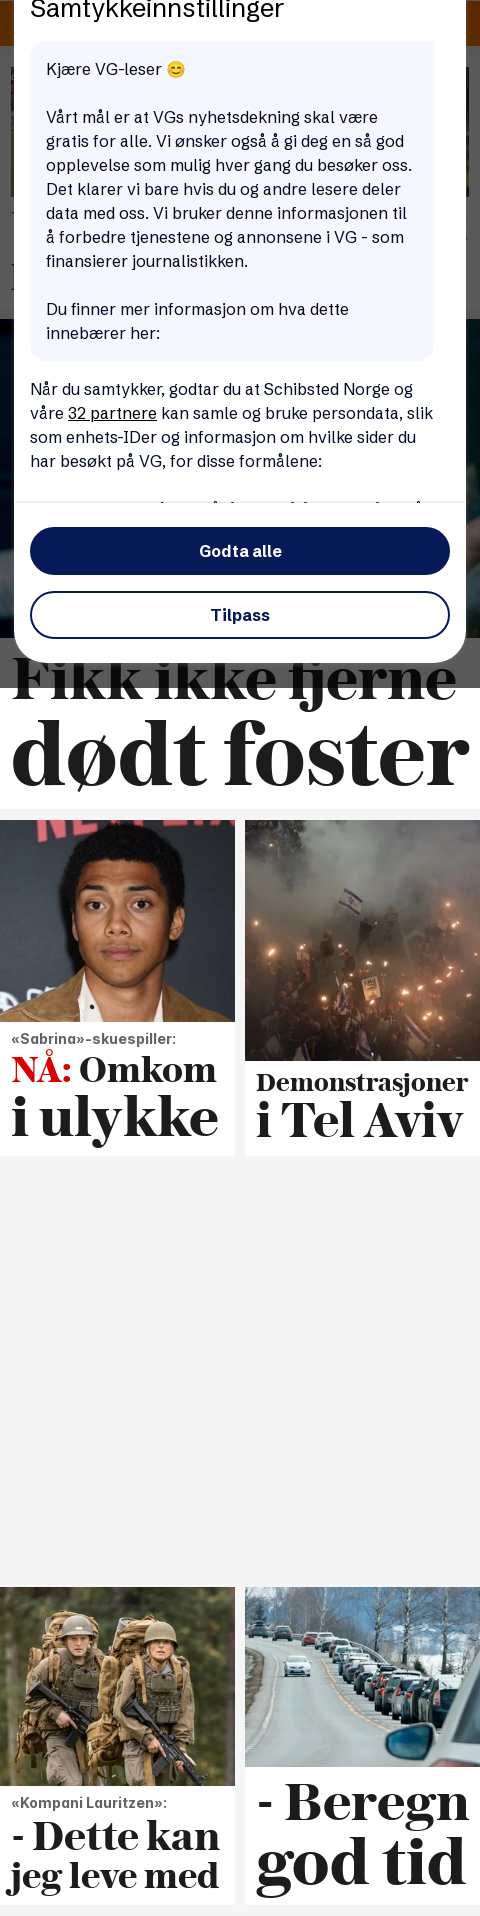 Samtykkeinnstillinger
Kjære VG-leser 😊
Vårt mål er at VGs nyhetsdekning skal være
gratis for alle. Vi ønsker også å gi deg en så god
opplevelse som mulig hver gang du besøker oss.
Det klarer vi bare hvis du og andre lesere deler
data med oss. Vi bruker denne informasjonen til
å forbedre tjenestene og annonsene i VG - som
finansierer journalistikken.
Du finner mer informasjon om hva dette
innebærer her:
Når du samtykker, godtar du at Schibsted Norge og
våre 32 partnere kan samle og bruke persondata, slik
som enhets-IDer og informasjon om hvilke sider du
har besøkt på VG, for disse formålene:
Godta alle
Tilpass
Fikk ikke fjerne
dødt foster
«Sabrina»-skuespiller:
NÅ: Omkom
i ulykke
Demonstrasjoner
i Tel Aviv
«Kompani Lauritzen»:
- Dette kan
jeg leve med
- Beregn
god tid